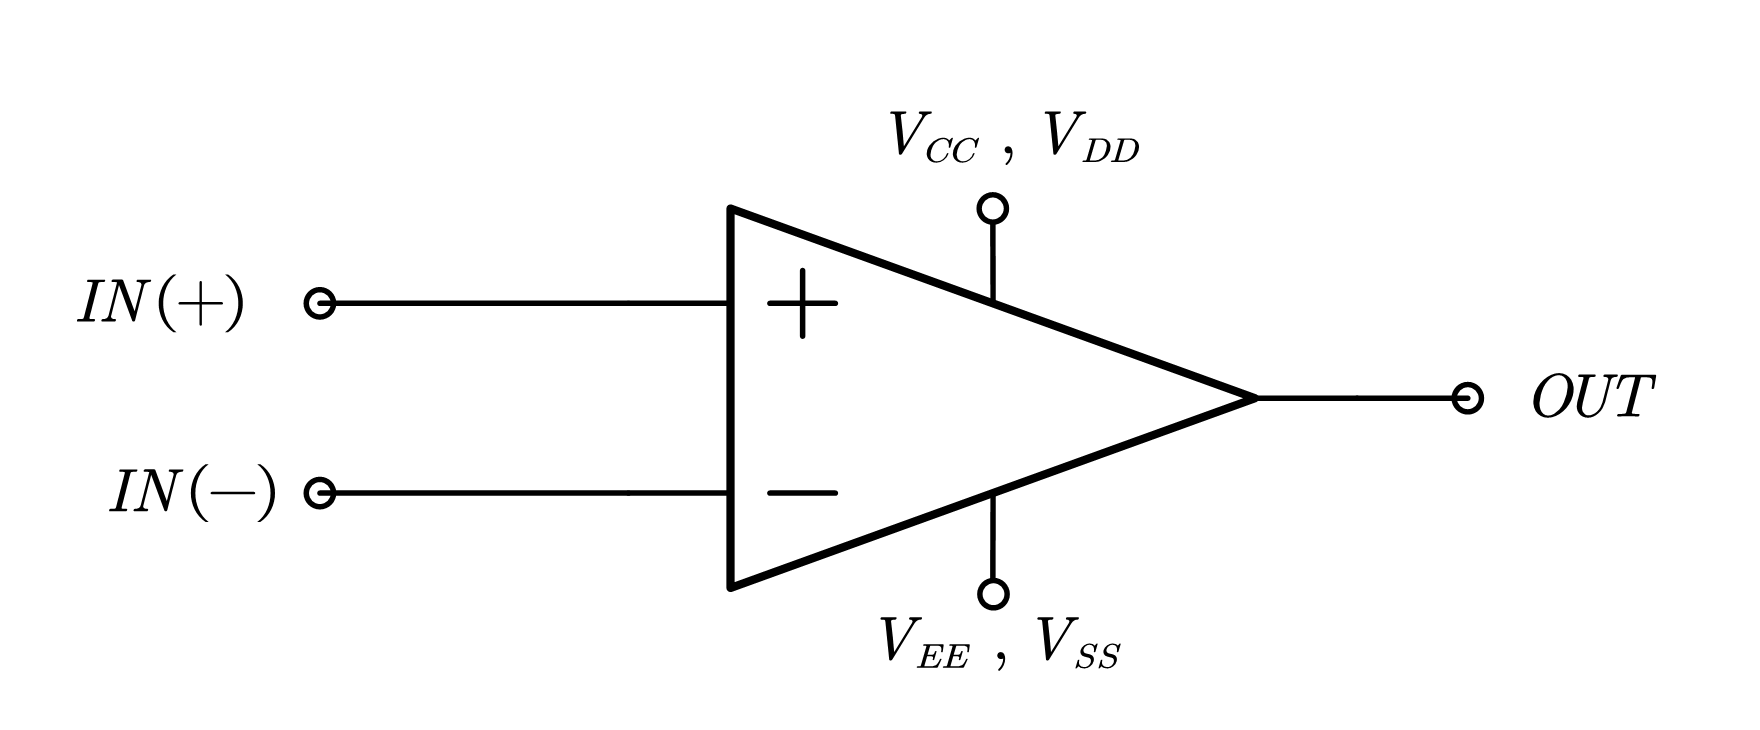 V_CC , V_DD
IN(+)
+
OUT
IN(−)
−
V_EE , V_SS